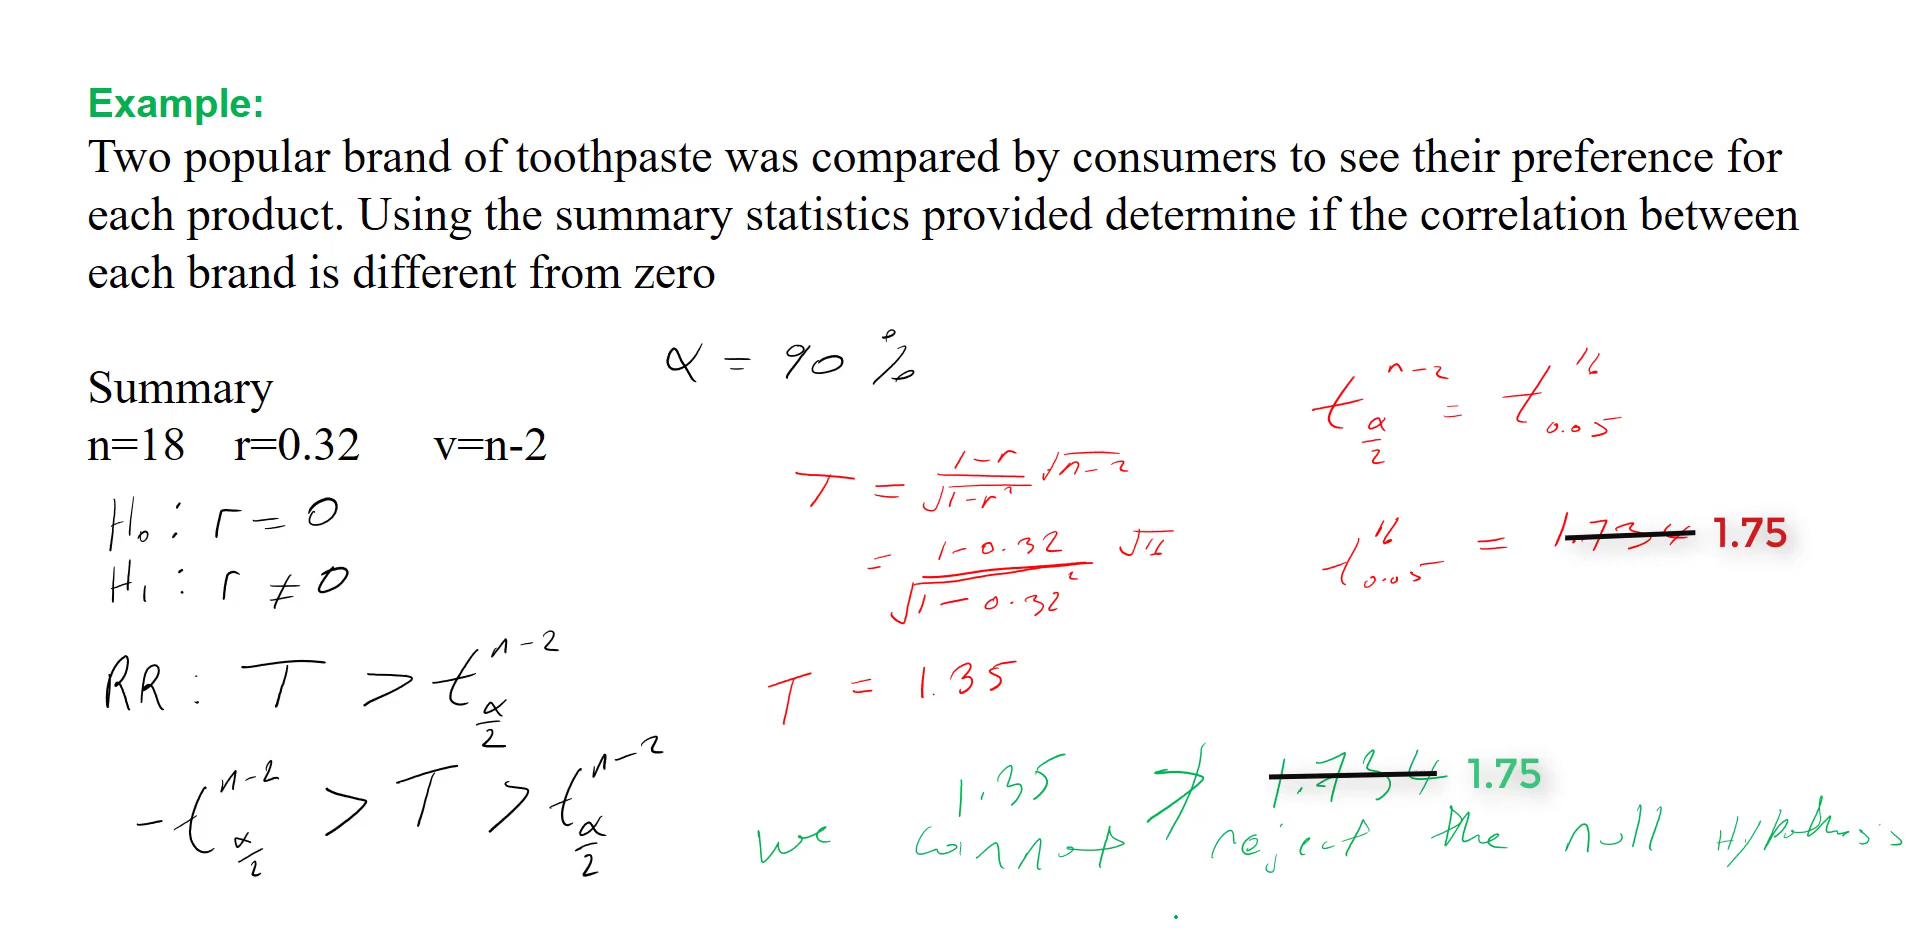 Example:
Two popular brand of toothpaste was compared by consumers to see their preference for
each product. Using the summary statistics provided determine if the correlation between
each brand is different from zero
α = 90 %
Summary
n=18 r=0.32 v=n-2
H₀ : r = 0
H₁ : r ≠ 0
RR : T > t^{n-2}_{α/2}
-t^{n-2}_{α/2} > T > t^{n-2}_{α/2}
T = (1-r)/√(1-r²) √(n-2)
= (1-0.32)/√(1-0.32²) √16
T = 1.35
t^{n-2}_{α/2} = t^{16}_{0.05}
t^{16}_{0.05} = 1.734 1.75
1.35 ≯ 1.734 1.75
we cannot reject the null Hypothesis